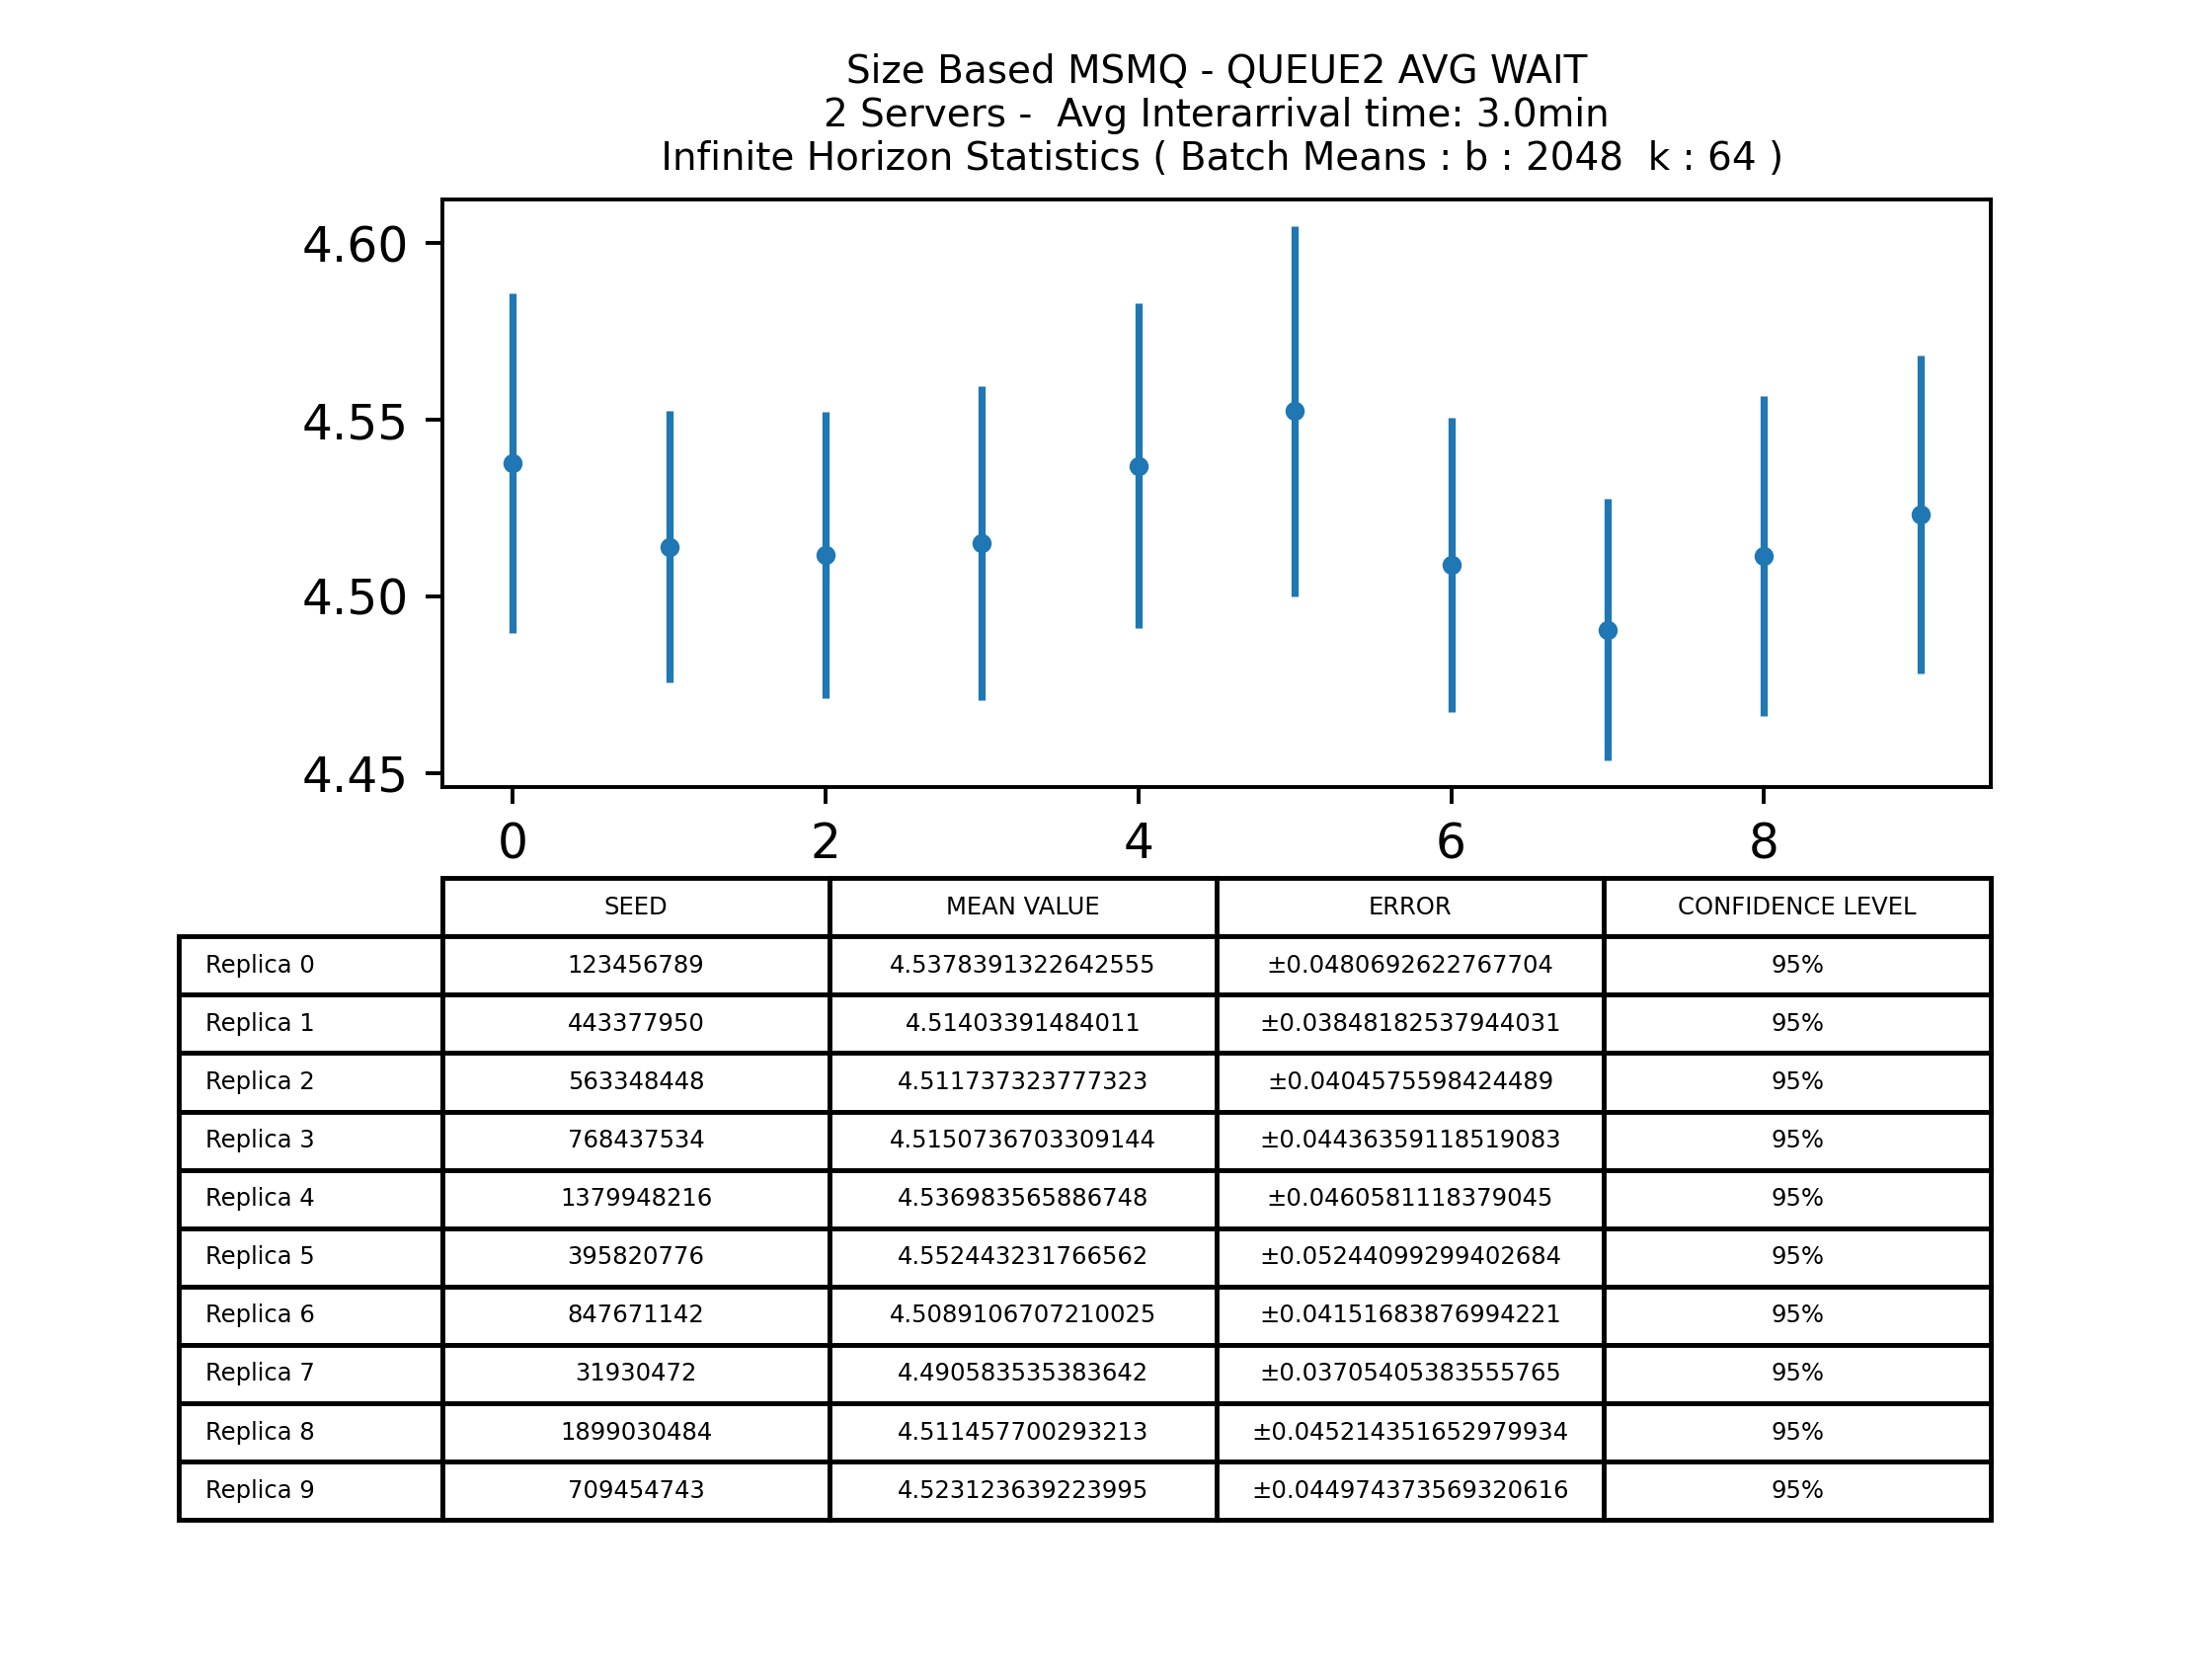 Size Based MSMQ - QUEUE2 AVG WAIT
2 Servers -  Avg Interarrival time: 3.0min
Infinite Horizon Statistics ( Batch Means : b : 2048  k : 64 )
4.60
4.55
4.50
4.45
0 2 4 6 8
SEED MEAN VALUE ERROR CONFIDENCE LEVEL
Replica 0 123456789 4.5378391322642555 ±0.0480692622767704 95%
Replica 1 443377950 4.51403391484011 ±0.03848182537944031 95%
Replica 2 563348448 4.511737323777323 ±0.0404575598424489 95%
Replica 3 768437534 4.5150736703309144 ±0.04436359118519083 95%
Replica 4 1379948216 4.536983565886748 ±0.0460581118379045 95%
Replica 5 395820776 4.552443231766562 ±0.05244099299402684 95%
Replica 6 847671142 4.5089106707210025 ±0.04151683876994221 95%
Replica 7 31930472 4.490583535383642 ±0.03705405383555765 95%
Replica 8 1899030484 4.511457700293213 ±0.045214351652979934 95%
Replica 9 709454743 4.523123639223995 ±0.044974373569320616 95%